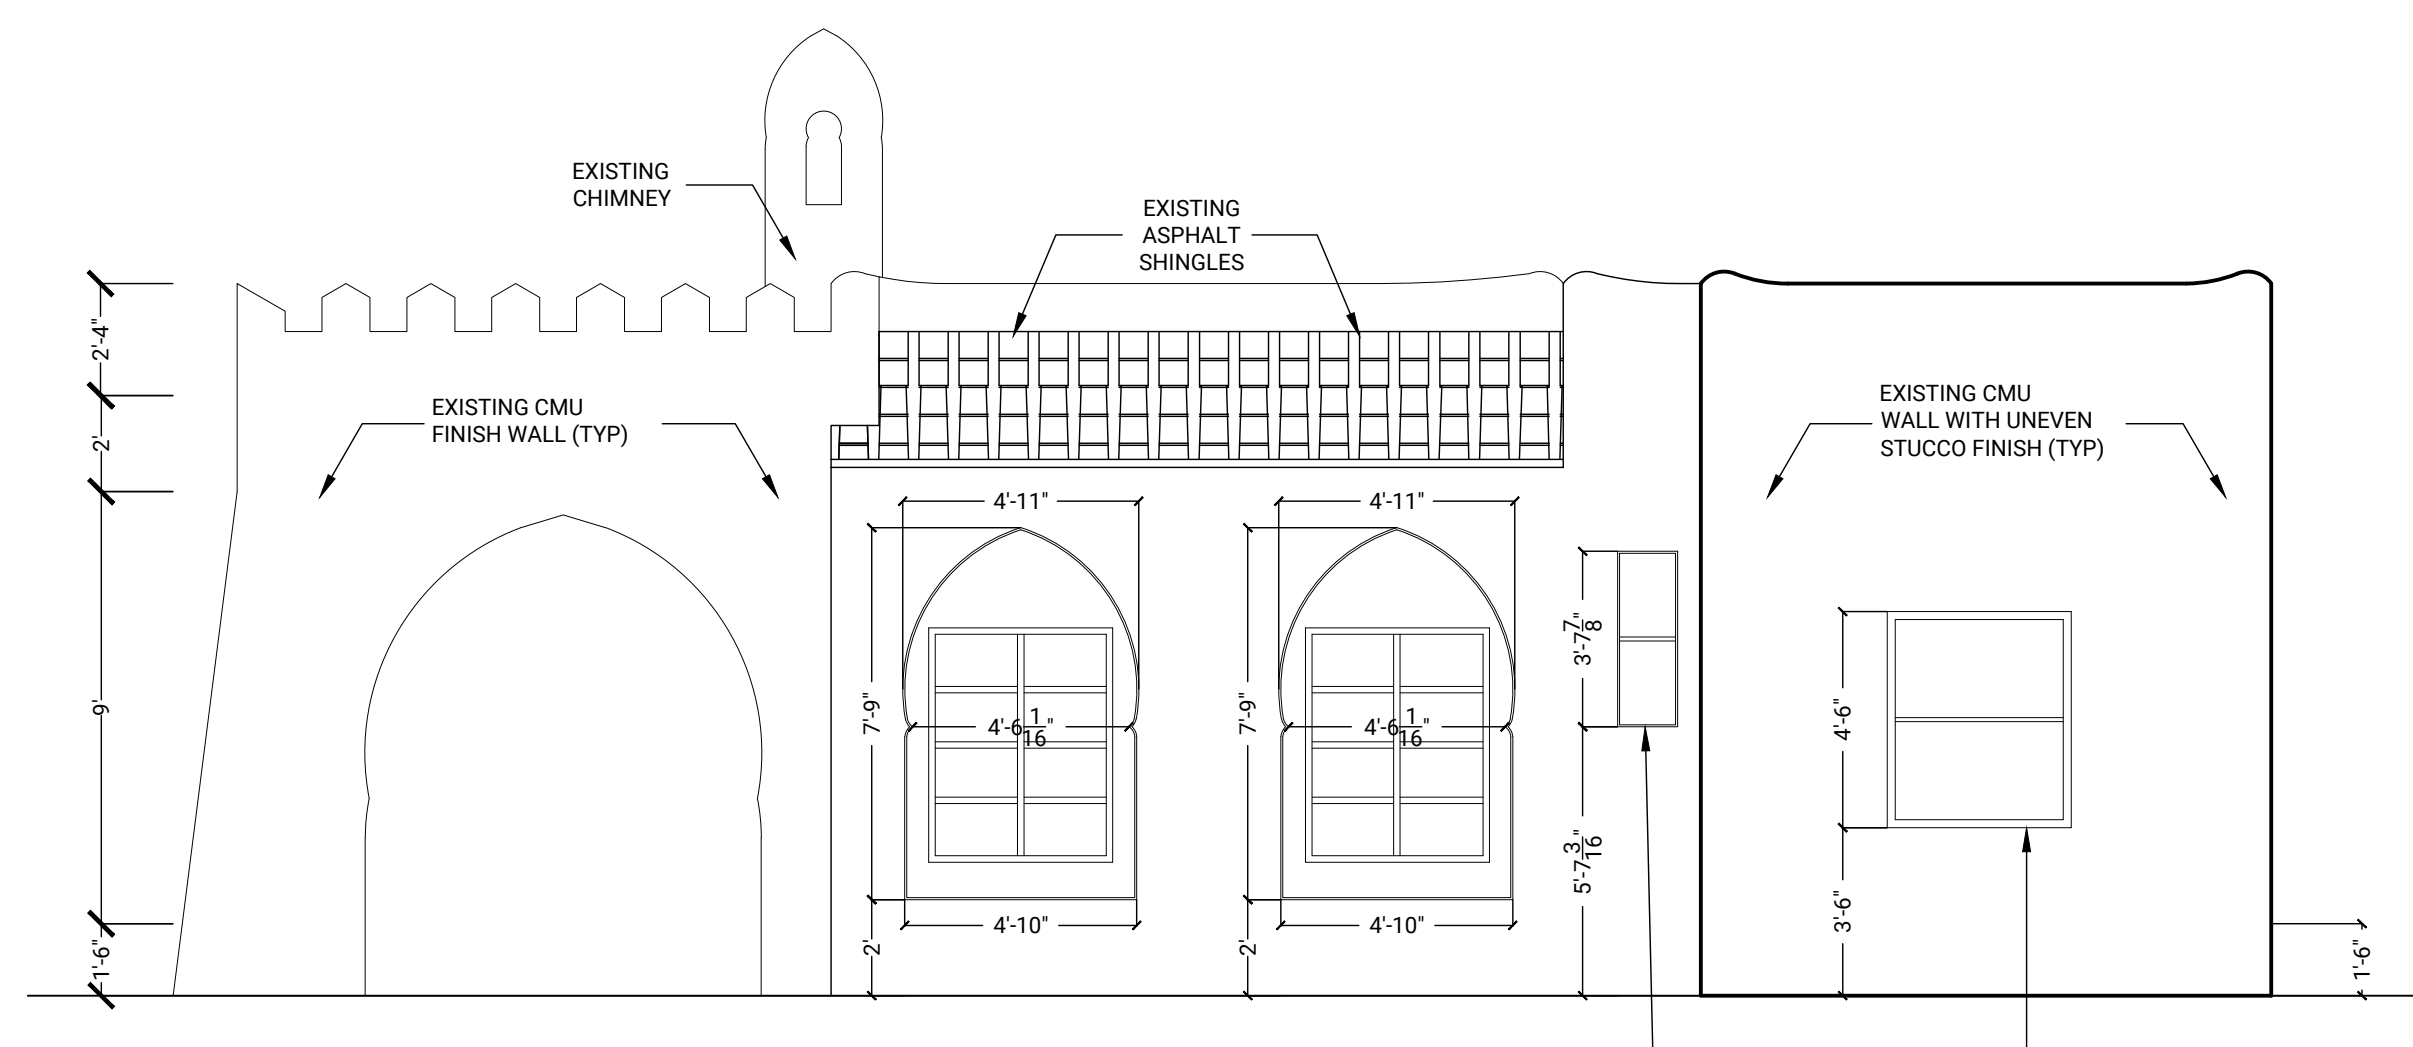 EXISTING
CHIMNEY
EXISTING
ASPHALT
SHINGLES
EXISTING CMU
FINISH WALL (TYP)
EXISTING CMU
WALL WITH UNEVEN
STUCCO FINISH (TYP)
2'-4"
2'
9'
1'-6"
4'-11"
4'-11"
7'-9"
7'-9"
4'-6 1/16"
4'-6 1/16"
4'-10"
4'-10"
2'
2'
3'-7 7/8"
5'-7 3/16"
4'-6"
3'-6"
1'-6"